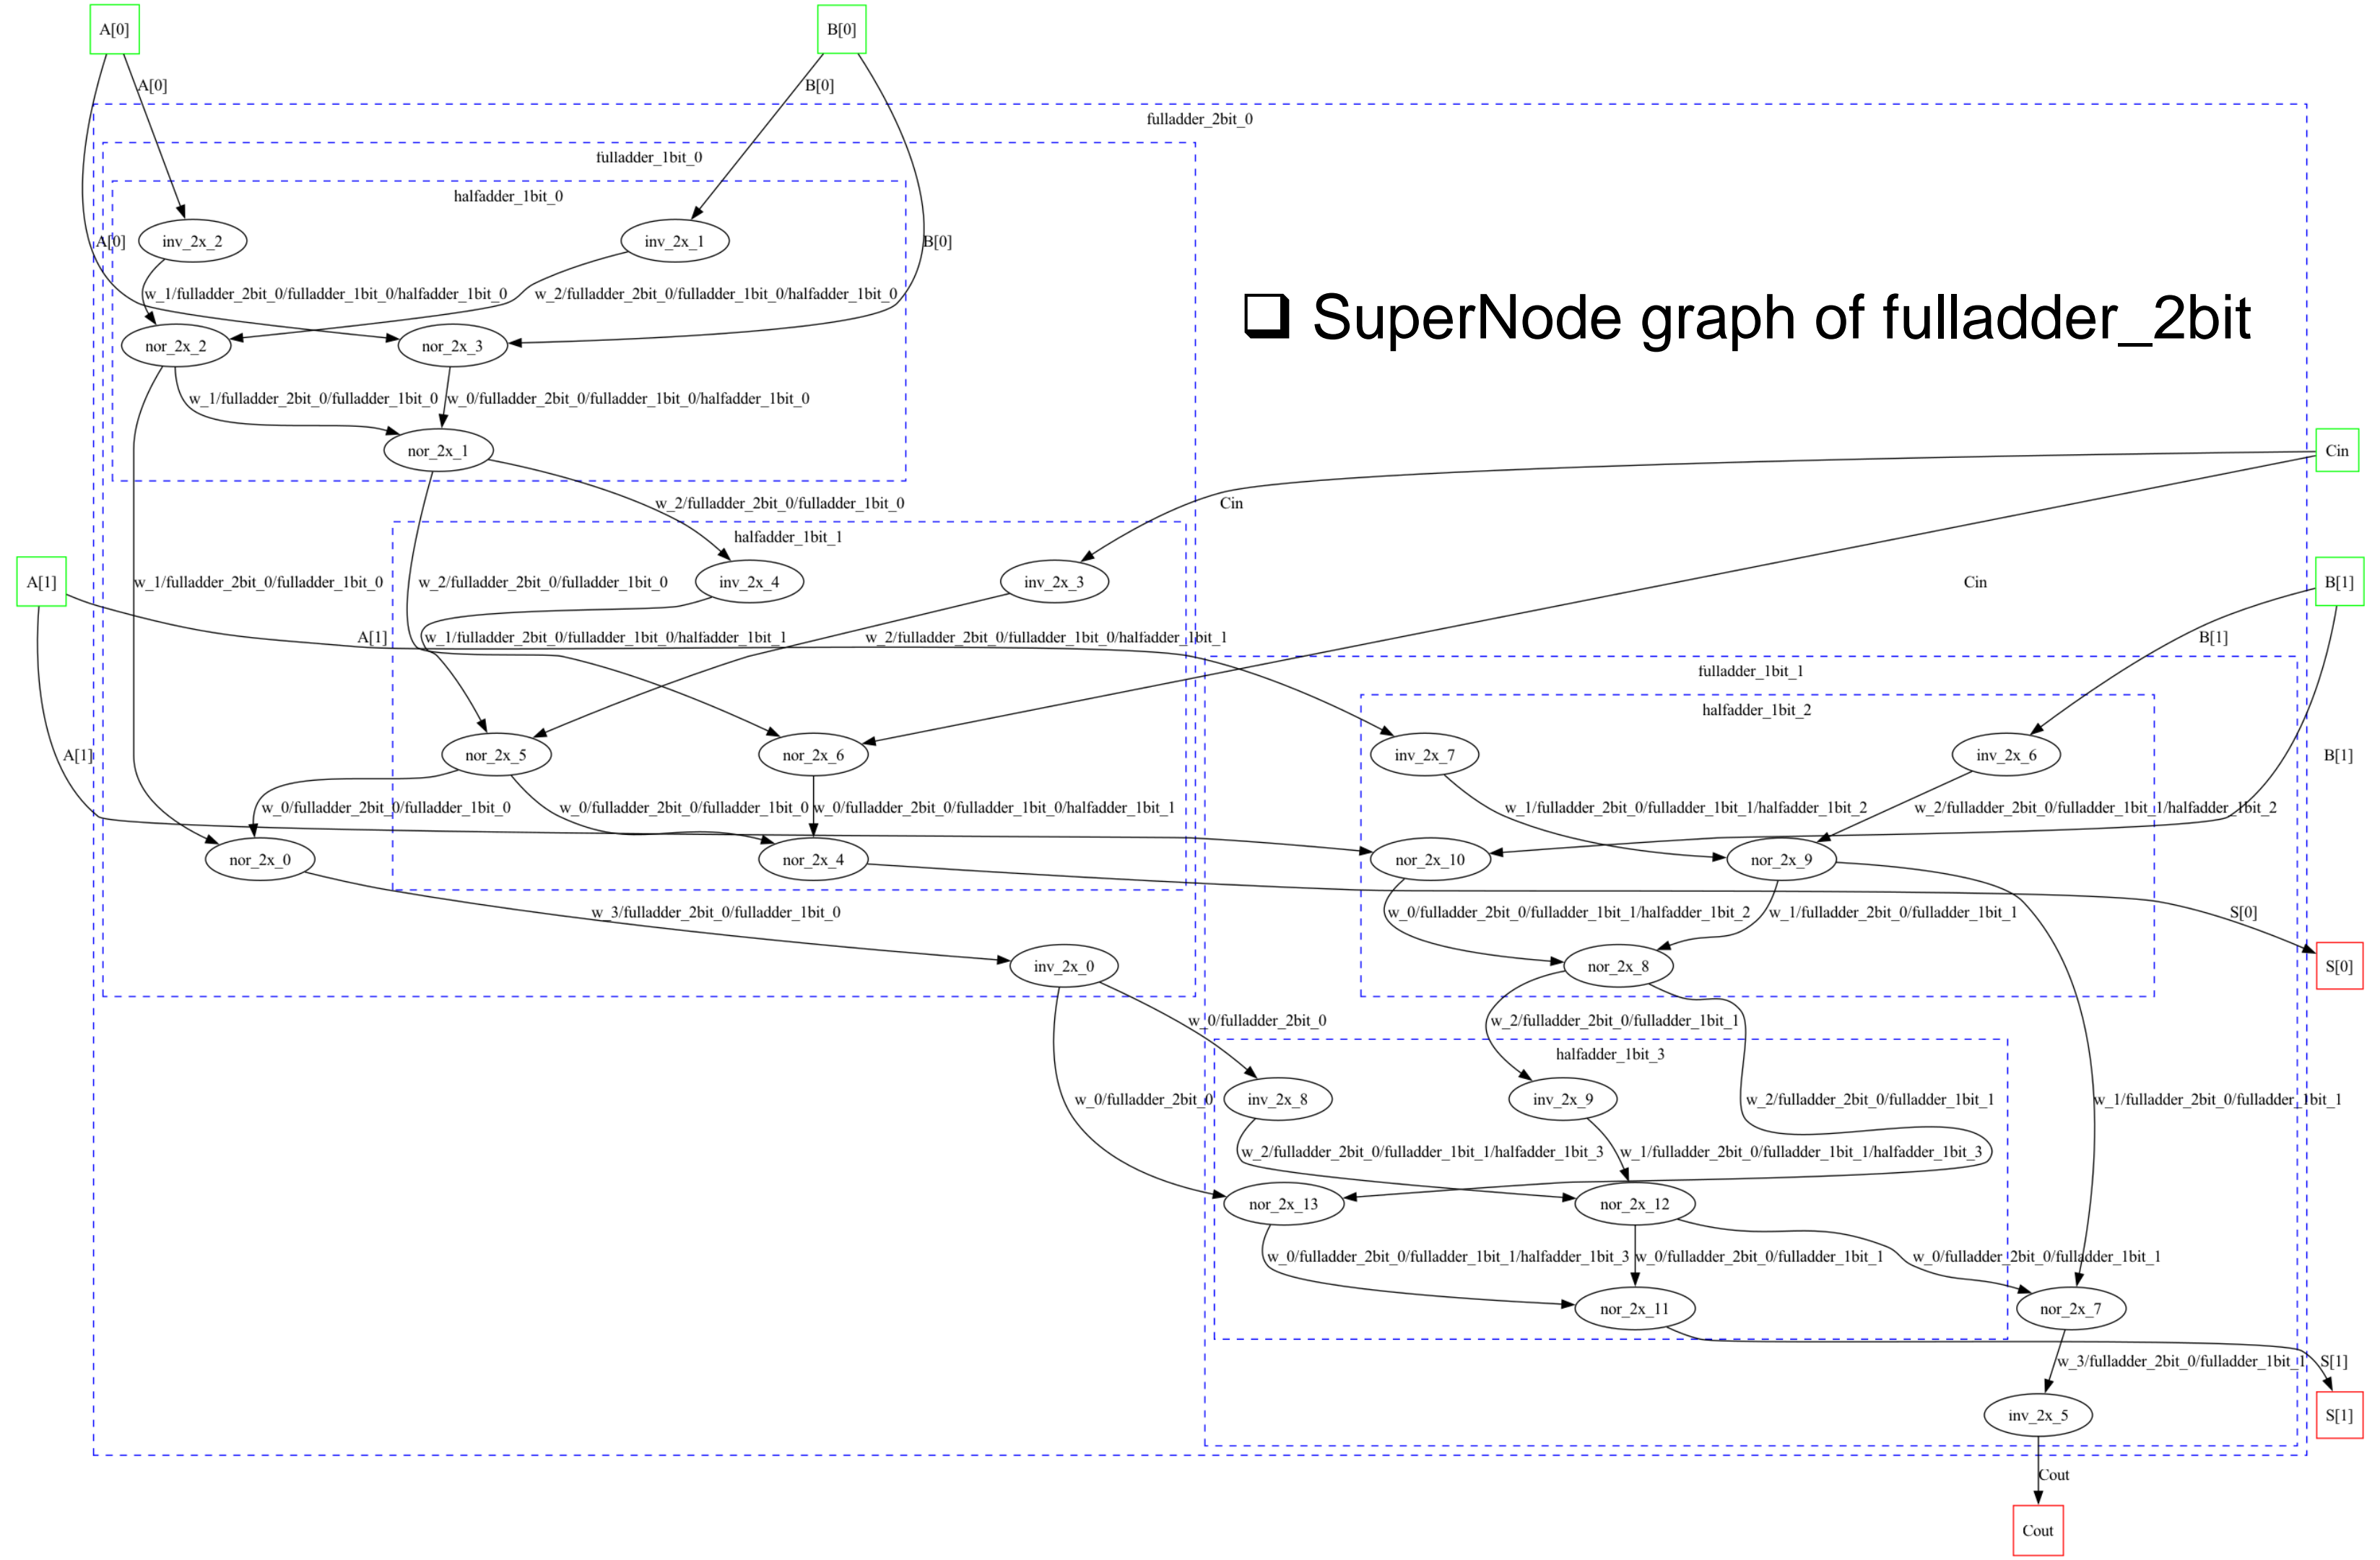 A[0]
B[0]
A[0]
B[0]
fulladder_2bit_0
fulladder_1bit_0
halfadder_1bit_0
A[0]
inv_2x_2
inv_2x_1
B[0]
w_1/fulladder_2bit_0/fulladder_1bit_0/halfadder_1bit_0
w_2/fulladder_2bit_0/fulladder_1bit_0/halfadder_1bit_0
❑ SuperNode graph of fulladder_2bit
nor_2x_2
nor_2x_3
w_1/fulladder_2bit_0/fulladder_1bit_0
w_0/fulladder_2bit_0/fulladder_1bit_0/halfadder_1bit_0
nor_2x_1
Cin
w_2/fulladder_2bit_0/fulladder_1bit_0
Cin
halfadder_1bit_1
A[1]
w_1/fulladder_2bit_0/fulladder_1bit_0
w_2/fulladder_2bit_0/fulladder_1bit_0
inv_2x_4
inv_2x_3
Cin
B[1]
A[1]
w_1/fulladder_2bit_0/fulladder_1bit_0/halfadder_1bit_1
w_2/fulladder_2bit_0/fulladder_1bit_0/halfadder_1bit_1
B[1]
fulladder_1bit_1
halfadder_1bit_2
A[1]
nor_2x_5
nor_2x_6
inv_2x_7
inv_2x_6
B[1]
w_0/fulladder_2bit_0/fulladder_1bit_0
w_0/fulladder_2bit_0/fulladder_1bit_0
w_0/fulladder_2bit_0/fulladder_1bit_0/halfadder_1bit_1
w_1/fulladder_2bit_0/fulladder_1bit_1/halfadder_1bit_2
w_2/fulladder_2bit_0/fulladder_1bit_1/halfadder_1bit_2
nor_2x_0
nor_2x_4
nor_2x_10
nor_2x_9
w_3/fulladder_2bit_0/fulladder_1bit_0
w_0/fulladder_2bit_0/fulladder_1bit_1/halfadder_1bit_2
w_1/fulladder_2bit_0/fulladder_1bit_1
S[0]
inv_2x_0
nor_2x_8
S[0]
w_0/fulladder_2bit_0
w_2/fulladder_2bit_0/fulladder_1bit_1
halfadder_1bit_3
w_0/fulladder_2bit_0
inv_2x_8
inv_2x_9
w_2/fulladder_2bit_0/fulladder_1bit_1
w_1/fulladder_2bit_0/fulladder_1bit_1
w_2/fulladder_2bit_0/fulladder_1bit_1/halfadder_1bit_3
w_1/fulladder_2bit_0/fulladder_1bit_1/halfadder_1bit_3
nor_2x_13
nor_2x_12
w_0/fulladder_2bit_0/fulladder_1bit_1/halfadder_1bit_3
w_0/fulladder_2bit_0/fulladder_1bit_1
w_0/fulladder_2bit_0/fulladder_1bit_1
nor_2x_11
nor_2x_7
w_3/fulladder_2bit_0/fulladder_1bit_1
S[1]
inv_2x_5
S[1]
Cout
Cout